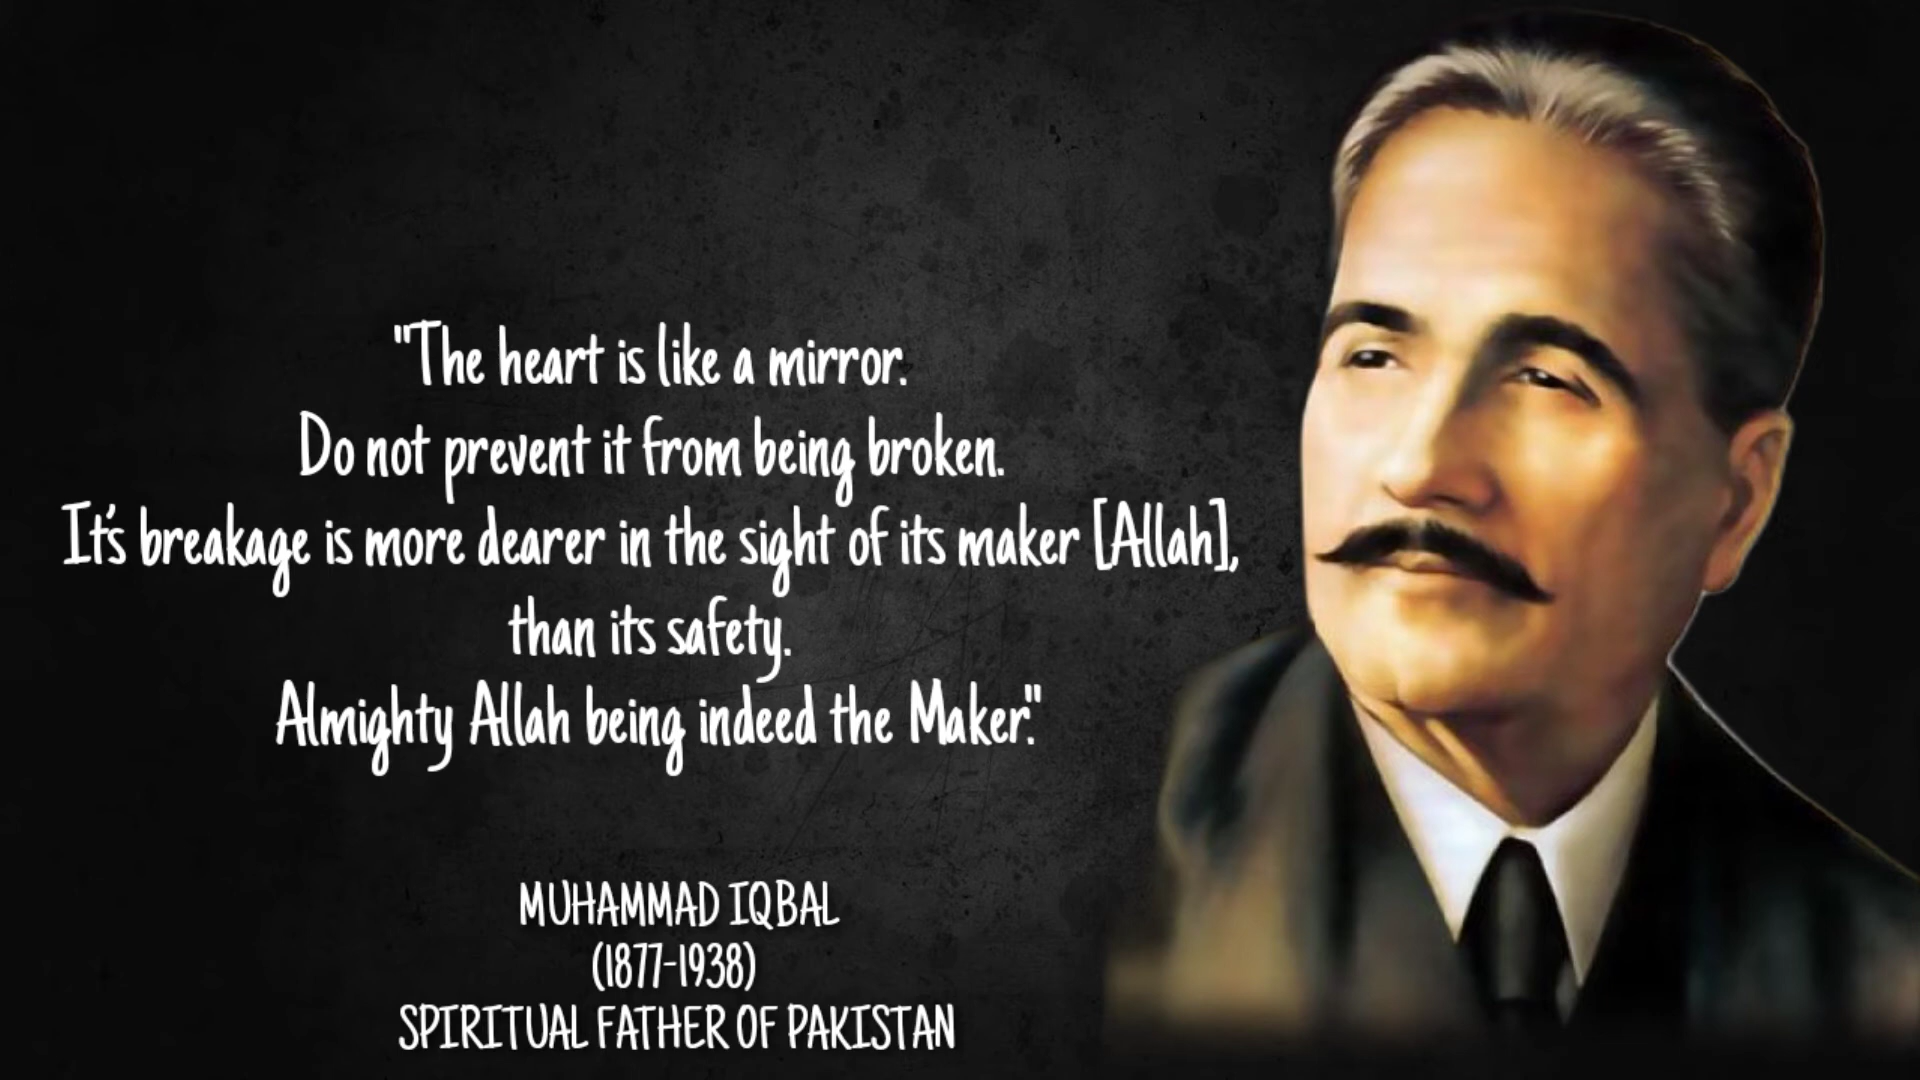 "The heart is like a mirror.
Do not prevent it from being broken.
It's breakage is more dearer in the sight of its maker [Allah],
than its safety.
Almighty Allah being indeed the Maker."
MUHAMMAD IQBAL
(1877-1938)
SPIRITUAL FATHER OF PAKISTAN